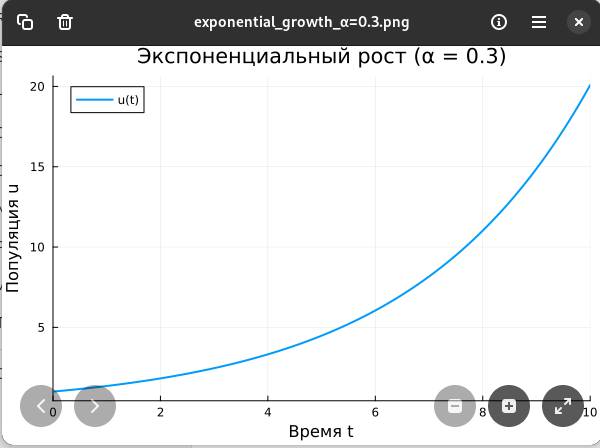 exponential_growth_α=0.3.png
Экспоненциальный рост (α = 0.3)
20
u(t)
15
Популяция u
10
5
0 2 4 6 8 10
Время t